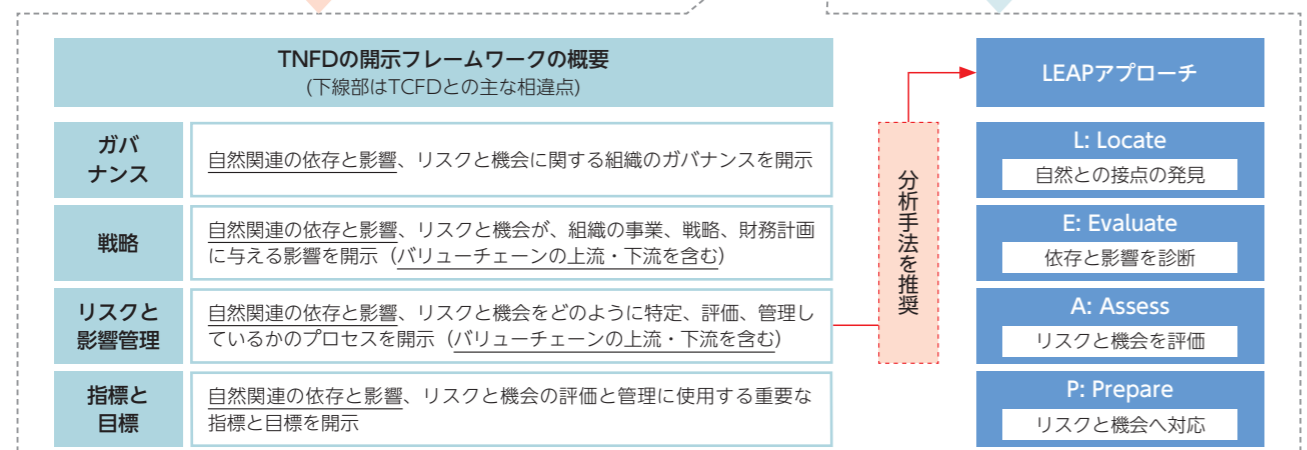 TNFDの開示フレームワークの概要
(下線部はTCFDとの主な相違点)
ガバ
ナンス
自然関連の依存と影響、リスクと機会に関する組織のガバナンスを開示
戦略
自然関連の依存と影響、リスクと機会が、組織の事業、戦略、財務計画
に与える影響を開示（バリューチェーンの上流・下流を含む）
リスクと
影響管理
自然関連の依存と影響、リスクと機会をどのように特定、評価、管理し
ているかのプロセスを開示（バリューチェーンの上流・下流を含む）
指標と
目標
自然関連の依存と影響、リスクと機会の評価と管理に使用する重要な
指標と目標を開示
分析手法を推奨
LEAPアプローチ
L: Locate
自然との接点の発見
E: Evaluate
依存と影響を診断
A: Assess
リスクと機会を評価
P: Prepare
リスクと機会へ対応